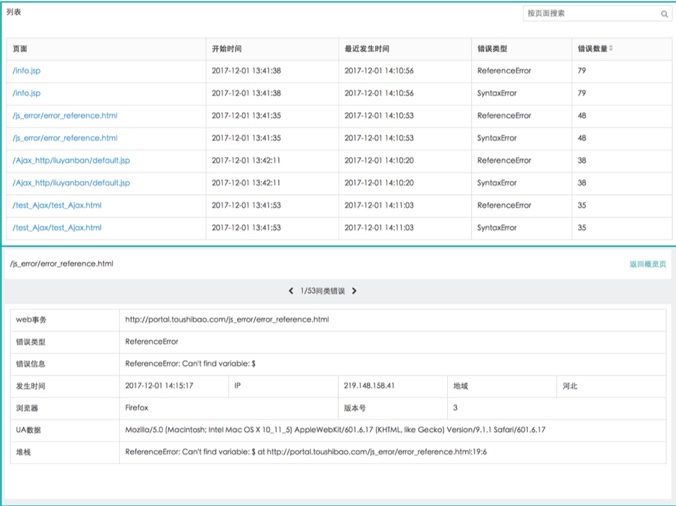 列表
按页面搜索
页面 开始时间 最近发生时间 错误类型 错误数量
/info.jsp 2017-12-01 13:41:38 2017-12-01 14:10:56 ReferenceError 79
/info.jsp 2017-12-01 13:41:38 2017-12-01 14:10:56 SyntaxError 79
/js_error/error_reference.html 2017-12-01 13:41:35 2017-12-01 14:10:53 ReferenceError 48
/js_error/error_reference.html 2017-12-01 13:41:35 2017-12-01 14:10:53 SyntaxError 48
/Ajax_http/liuyanban/default.jsp 2017-12-01 13:42:11 2017-12-01 14:10:20 ReferenceError 38
/Ajax_http/liuyanban/default.jsp 2017-12-01 13:42:11 2017-12-01 14:10:20 SyntaxError 38
/test_Ajax/test_Ajax.html 2017-12-01 13:41:53 2017-12-01 14:11:03 ReferenceError 35
/test_Ajax/test_Ajax.html 2017-12-01 13:41:53 2017-12-01 14:11:03 SyntaxError 35
/js_error/error_reference.html 返回概览页
1/53同类错误
web事务 http://portal.toushibao.com/js_error/error_reference.html
错误类型 ReferenceError
错误信息 ReferenceError: Can't find variable: $
发生时间 2017-12-01 14:15:17 IP 219.148.158.41 地域 河北
浏览器 Firefox 版本号 3
UA数据 Mozilla/5.0 (Macintosh; Intel Mac OS X 10_11_5) AppleWebKit/601.6.17 (KHTML, like Gecko) Version/9.1.1 Safari/601.6.17
堆栈 ReferenceError: Can't find variable: $ at http://portal.toushibao.com/js_error/error_reference.html:19:6